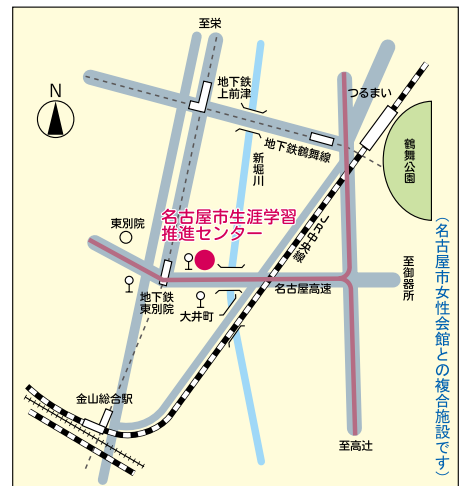 至栄
地下鉄
上前津
つるまい
N
地下鉄鶴舞線
鶴舞公園
新堀川
名古屋市生涯学習
推進センター
東別院
JR中央線
至御器所
(名古屋市女性会館との複合施設です)
名古屋高速
地下鉄
東別院
大井町
金山総合駅
至高辻